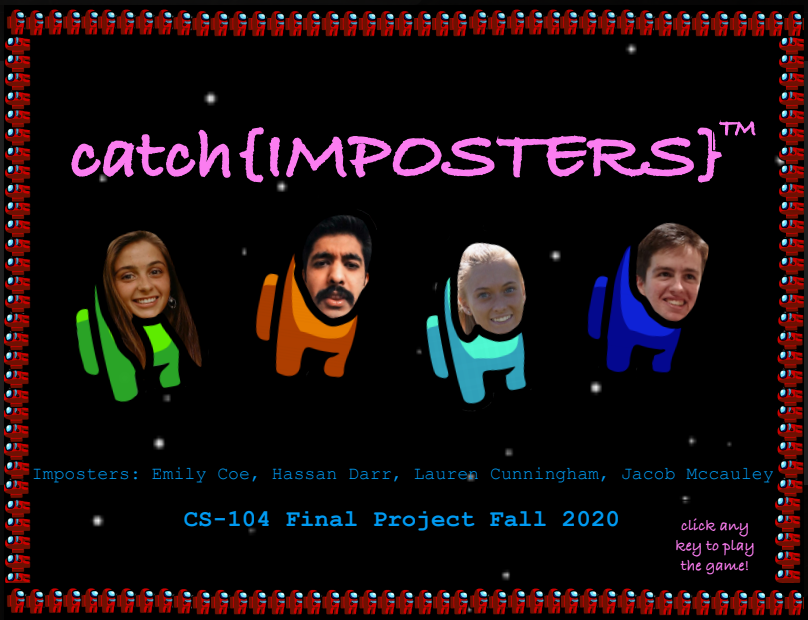 catch{IMPOSTERS}™
Imposters: Emily Coe, Hassan Darr, Lauren Cunningham, Jacob Mccauley
CS-104 Final Project Fall 2020
click any
key to play
the game!